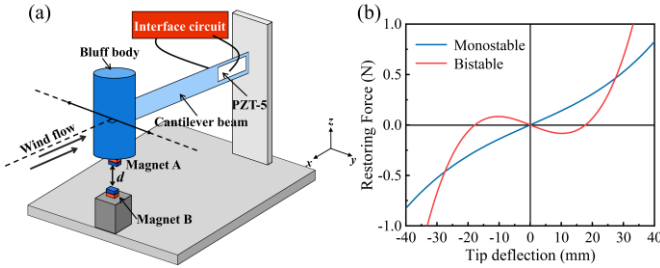 (a)
Interface circuit
Bluff body
PZT-5
Cantilever beam
Wind flow
Magnet A
d
Magnet B
x
y
z
(b)
Restoring Force (N)
1.0
0.5
0.0
-0.5
-1.0
Monostable
Bistable
-40 -30 -20 -10 0 10 20 30 40
Tip deflection (mm)